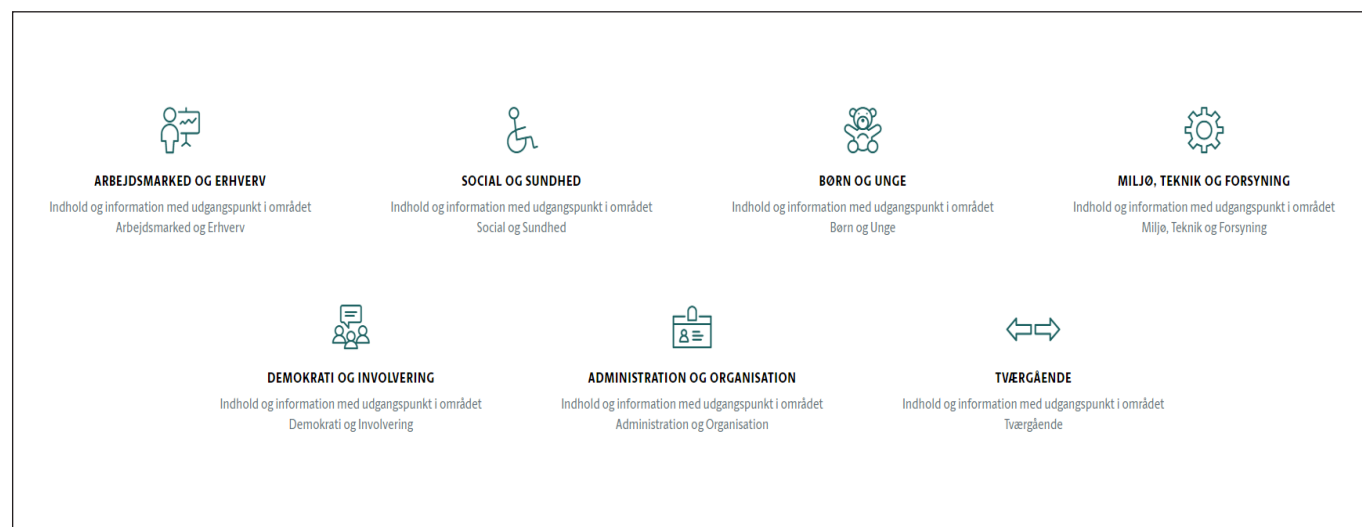 ARBEJDSMARKED OG ERHVERV
Indhold og information med udgangspunkt i området
Arbejdsmarked og Erhverv
SOCIAL OG SUNDHED
Indhold og information med udgangspunkt i området
Social og Sundhed
BØRN OG UNGE
Indhold og information med udgangspunkt i området
Børn og Unge
MILJØ, TEKNIK OG FORSYNING
Indhold og information med udgangspunkt i området
Miljø, Teknik og Forsyning
DEMOKRATI OG INVOLVERING
Indhold og information med udgangspunkt i området
Demokrati og Involvering
ADMINISTRATION OG ORGANISATION
Indhold og information med udgangspunkt i området
Administration og Organisation
TVÆRGÅENDE
Indhold og information med udgangspunkt i området
Tværgående